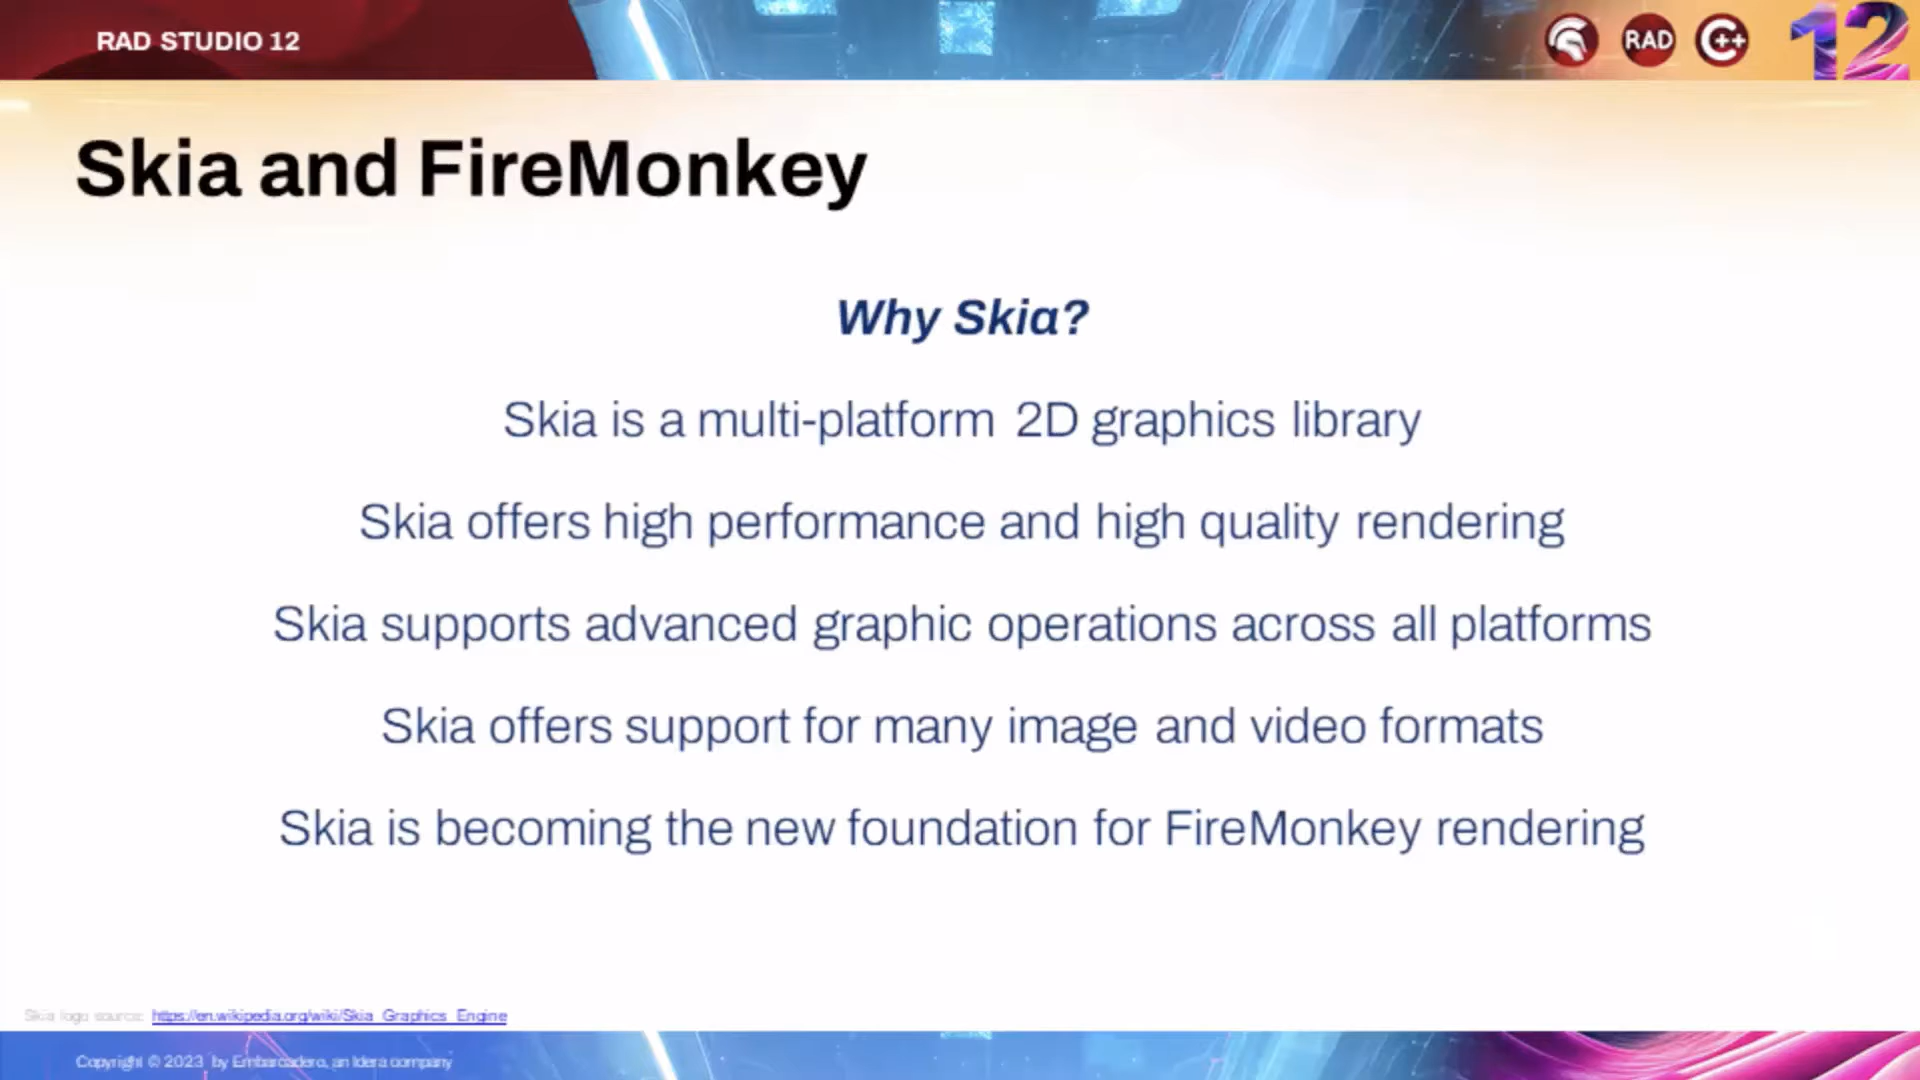 RAD STUDIO 12
RAD
C++
12
Skia and FireMonkey
Why Skia?
Skia is a multi-platform 2D graphics library
Skia offers high performance and high quality rendering
Skia supports advanced graphic operations across all platforms
Skia offers support for many image and video formats
Skia is becoming the new foundation for FireMonkey rendering
Skia logo source: https://en.wikipedia.org/wiki/Skia_Graphics_Engine
Copyright © 2023 by Embarcadero, an Idera company